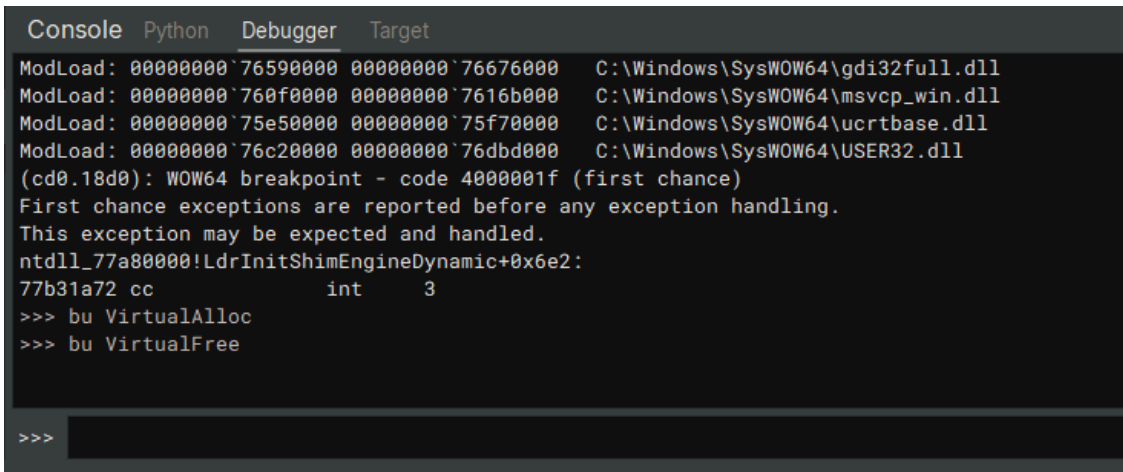 Console Python Debugger Target
ModLoad: 00000000`76590000 00000000`76676000 C:\Windows\SysWOW64\gdi32full.dll
ModLoad: 00000000`760f0000 00000000`7616b000 C:\Windows\SysWOW64\msvcp_win.dll
ModLoad: 00000000`75e50000 00000000`75f70000 C:\Windows\SysWOW64\ucrtbase.dll
ModLoad: 00000000`76c20000 00000000`76dbd000 C:\Windows\SysWOW64\USER32.dll
(cd0.18d0): WOW64 breakpoint - code 4000001f (first chance)
First chance exceptions are reported before any exception handling.
This exception may be expected and handled.
ntdll_77a80000!LdrInitShimEngineDynamic+0x6e2:
77b31a72 cc int 3
>>> bu VirtualAlloc
>>> bu VirtualFree
>>>